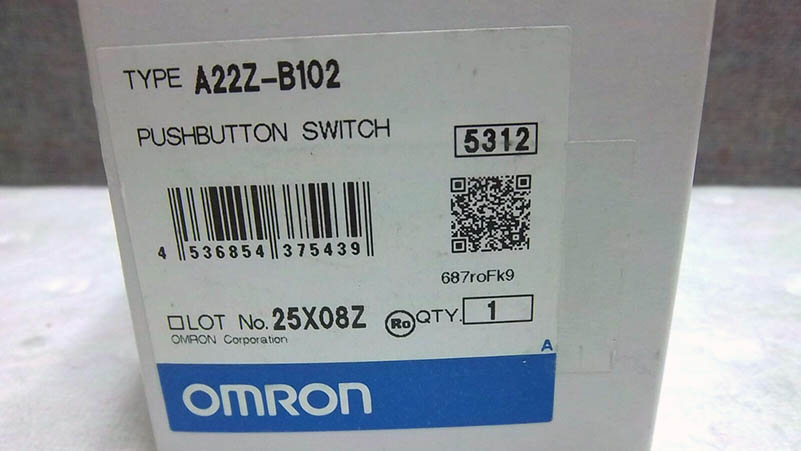 TYPE A22Z-B102
PUSHBUTTON SWITCH
5312
4 536854 375439
687roFk9
LOT No. 25X08Z
Ro QTY. 1
OMRON Corporation
A
OMRON